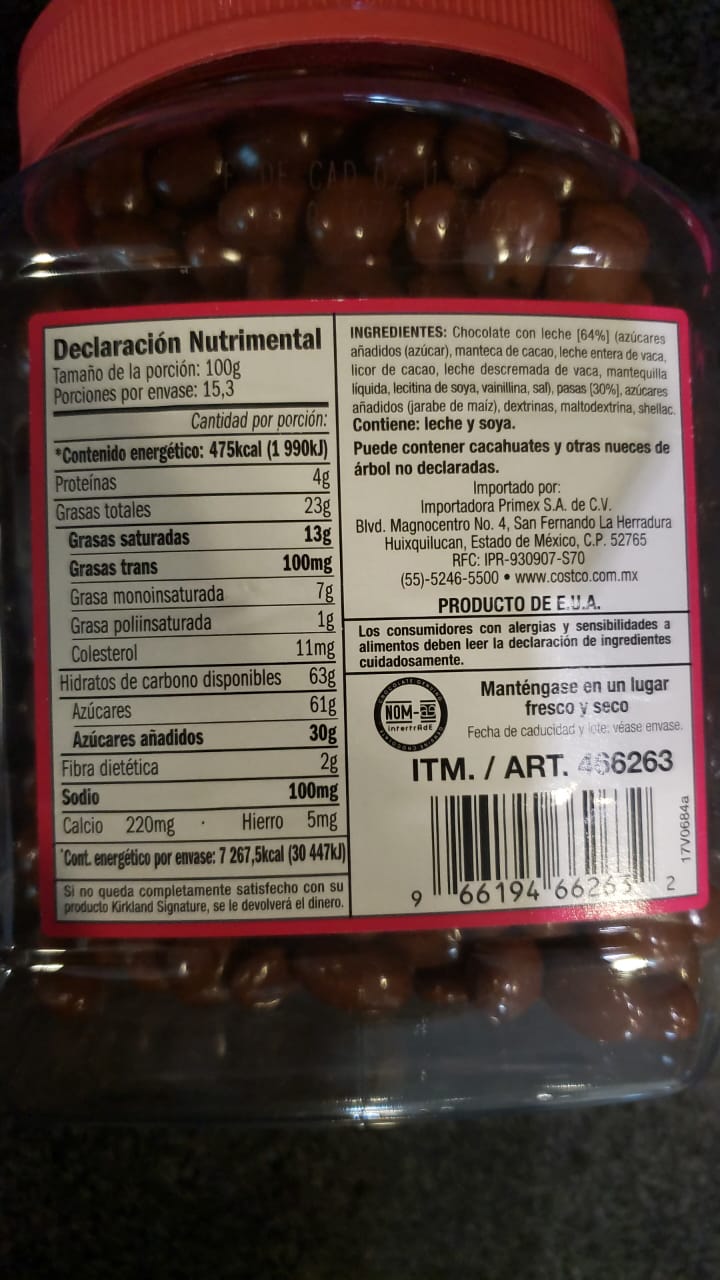 F DE CAD 02 11
Declaración Nutrimental
Tamaño de la porción: 100g
Porciones por envase: 15,3
Cantidad por porción:
*Contenido energético: 475kcal (1 990kJ)
Proteínas 4g
Grasas totales 23g
Grasas saturadas 13g
Grasas trans 100mg
Grasa monoinsaturada 7g
Grasa poliinsaturada 1g
Colesterol 11mg
Hidratos de carbono disponibles 63g
Azúcares 61g
Azúcares añadidos 30g
Fibra dietética 2g
Sodio 100mg
Calcio 220mg · Hierro 5mg
*Cont. energético por envase: 7 267,5kcal (30 447kJ)
Si no queda completamente satisfecho con su
producto Kirkland Signature, se le devolverá el dinero.
INGREDIENTES: Chocolate con leche [64%] (azúcares
añadidos (azúcar), manteca de cacao, leche entera de vaca,
licor de cacao, leche descremada de vaca, mantequilla
líquida, lecitina de soya, vainillina, sal), pasas [30%], azúcares
añadidos (jarabe de maíz), dextrinas, maltodextrina, shellac.
Contiene: leche y soya.
Puede contener cacahuates y otras nueces de
árbol no declaradas.
Importado por:
Importadora Primex S.A. de C.V.
Blvd. Magnocentro No. 4, San Fernando La Herradura
Huixquilucan, Estado de México, C.P. 52765
RFC: IPR-930907-S70
(55)-5246-5500 • www.costco.com.mx
PRODUCTO DE E.U.A.
Los consumidores con alergias y sensibilidades a
alimentos deben leer la declaración de ingredientes
cuidadosamente.
NOM-
interfrAdE
Manténgase en un lugar
fresco y seco
Fecha de caducidad y lote: véase envase.
ITM. / ART. 466263
9 66194 66263 2
17V0684a